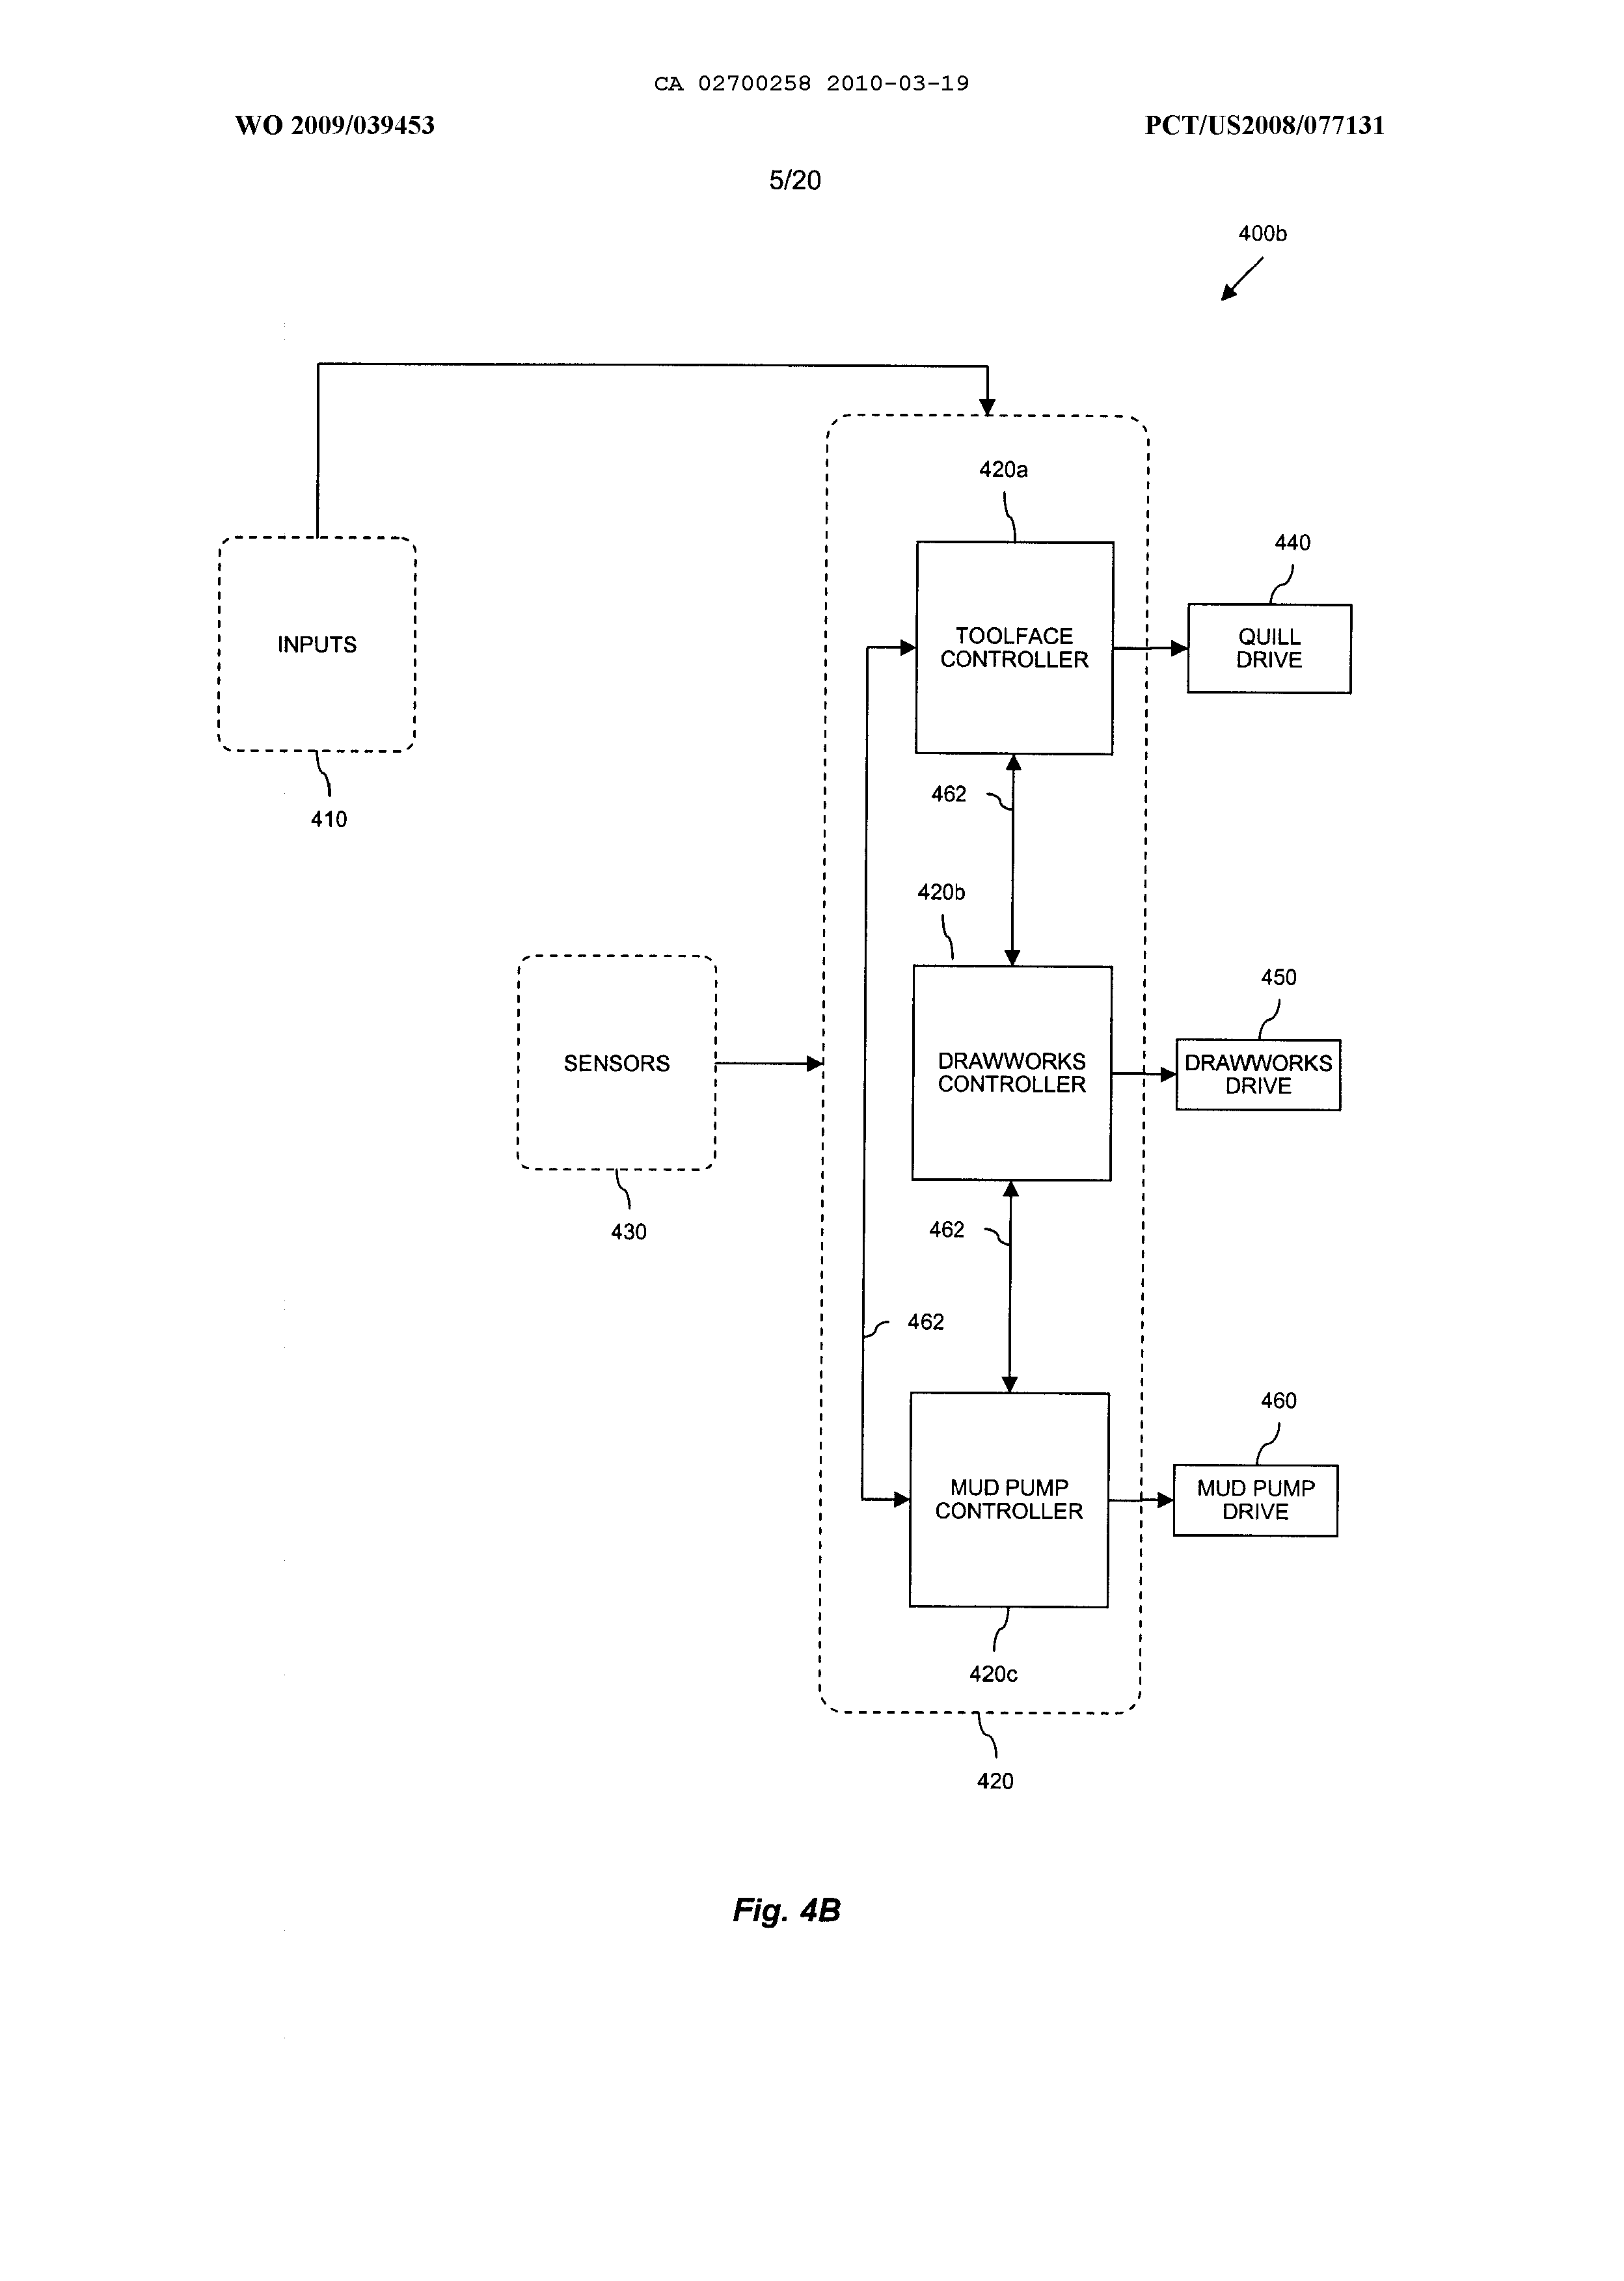 CA 02700258 2010-03-19
WO 2009/039453
PCT/US2008/077131
5/20
400b
420a
440
INPUTS
TOOLFACE
CONTROLLER
QUILL
DRIVE
410
462
420b
450
SENSORS
DRAWWORKS
CONTROLLER
DRAWWORKS
DRIVE
430
462
462
460
MUD PUMP
CONTROLLER
MUD PUMP
DRIVE
420c
420
Fig. 4B